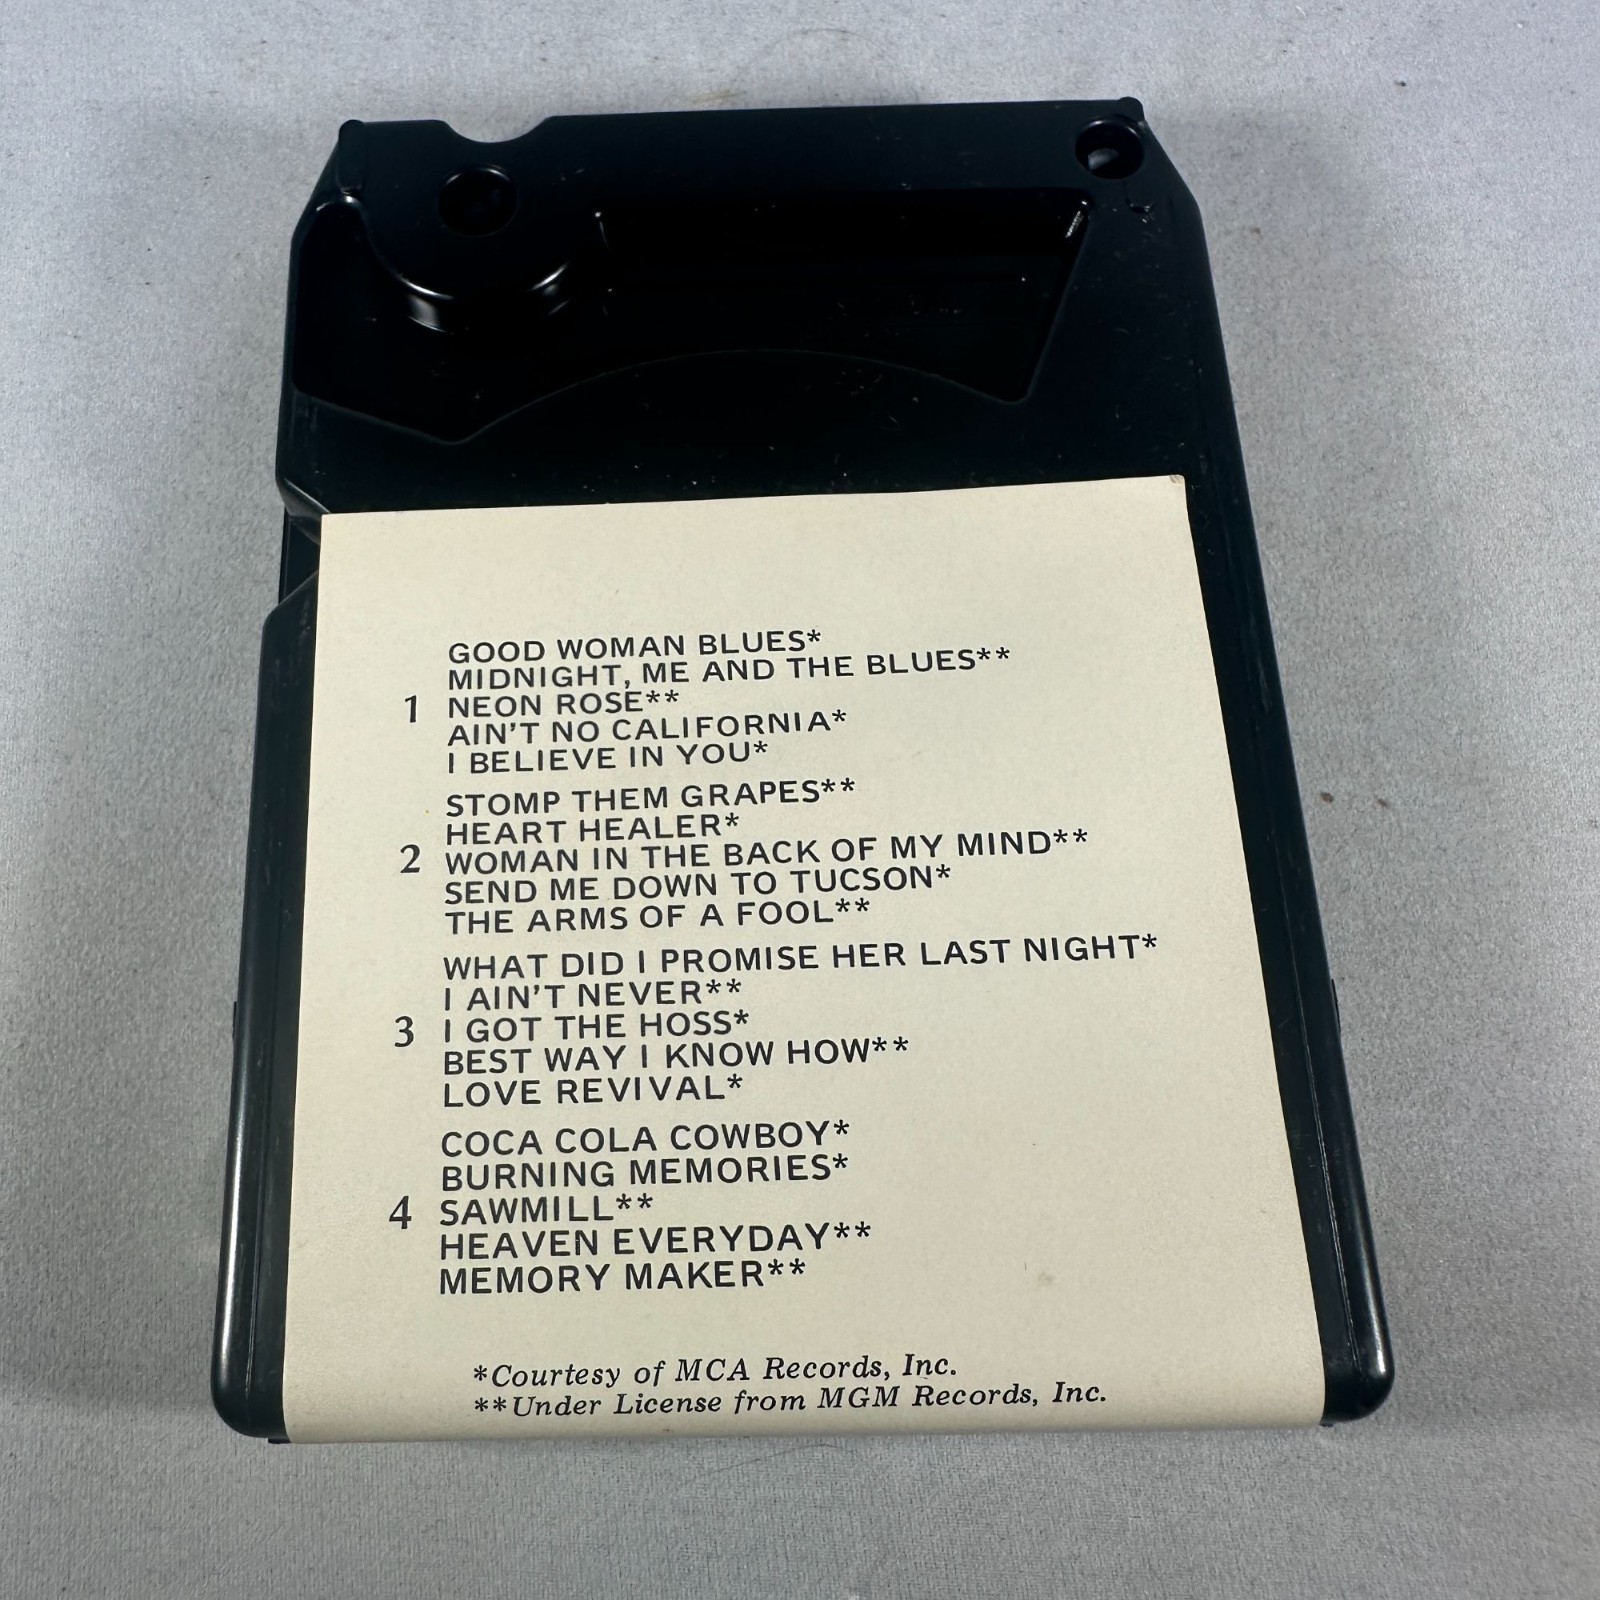 GOOD WOMAN BLUES*
MIDNIGHT, ME AND THE BLUES**
1 NEON ROSE**
AIN'T NO CALIFORNIA*
I BELIEVE IN YOU*
STOMP THEM GRAPES**
HEART HEALER*
2 WOMAN IN THE BACK OF MY MIND**
SEND ME DOWN TO TUCSON*
THE ARMS OF A FOOL**
WHAT DID I PROMISE HER LAST NIGHT*
I AIN'T NEVER**
3 I GOT THE HOSS*
BEST WAY I KNOW HOW**
LOVE REVIVAL*
COCA COLA COWBOY*
BURNING MEMORIES*
4 SAWMILL**
HEAVEN EVERYDAY**
MEMORY MAKER**
*Courtesy of MCA Records, Inc.
**Under License from MGM Records, Inc.